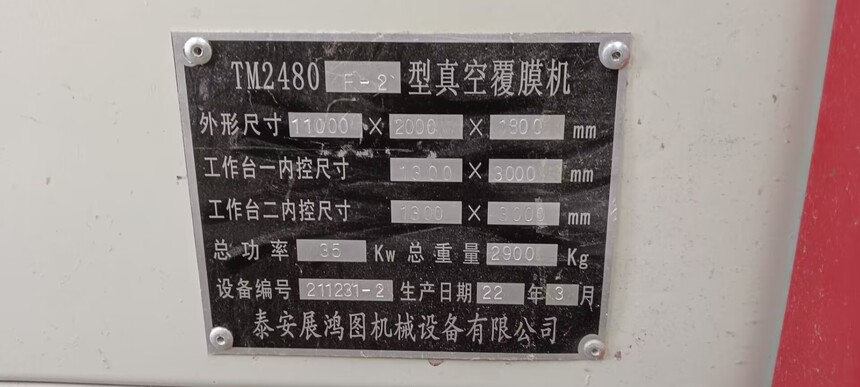 TM2480 F-2 型真空覆膜机
外形尺寸 11000 × 2000 × 1900 mm
工作台一内控尺寸 1300 × 3000 mm
工作台二内控尺寸 1300 × 3000 mm
总功率 35 Kw 总重量 2900 Kg
设备编号 211231-2 生产日期 22 年 3 月
泰安展鸿图机械设备有限公司